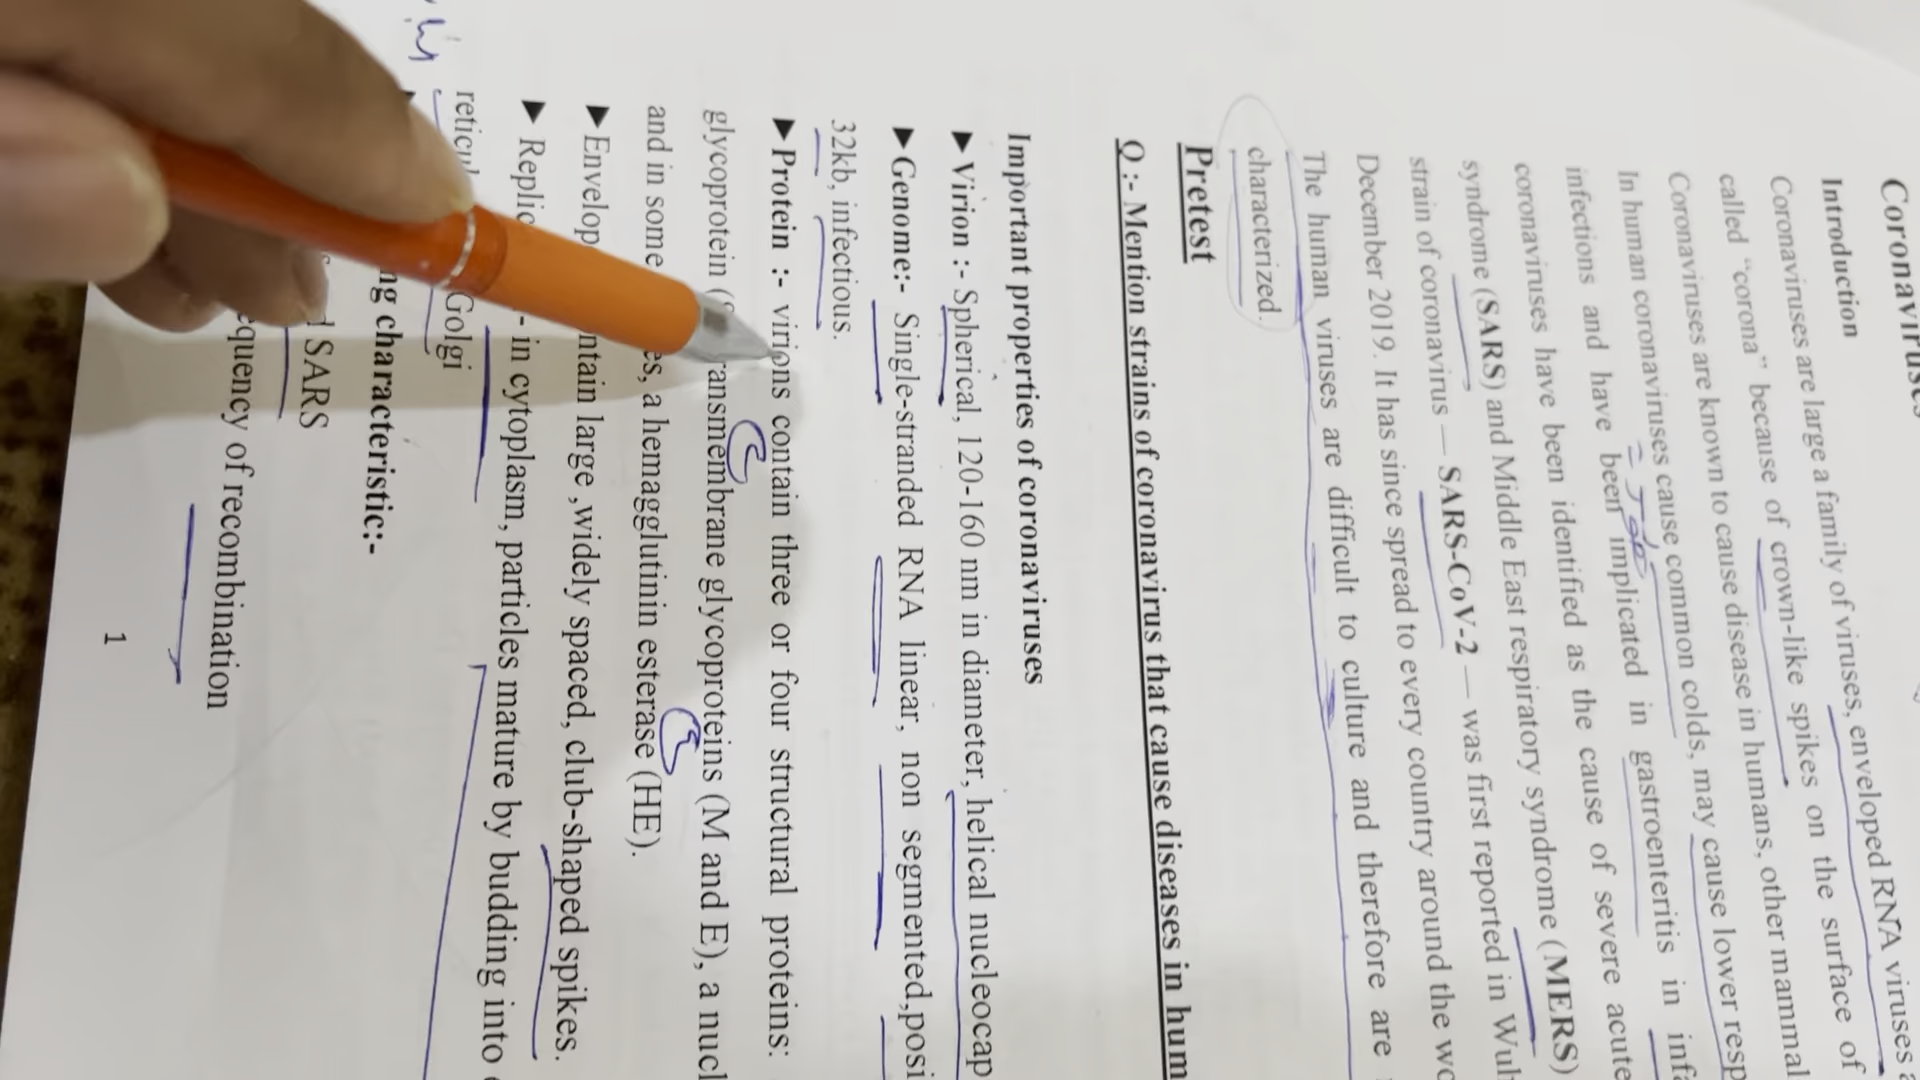 Coronaviruses
Introduction
Coronaviruses are large a family of viruses, enveloped RNA viruses
called “corona” because of crown-like spikes on the surface of
Coronaviruses are known to cause disease in humans, other mammal
In human coronaviruses cause common colds, may cause lower resp
infections and have been implicated in gastroenteritis in infa
coronaviruses have been identified as the cause of severe acute
syndrome (SARS) and Middle East respiratory syndrome (MERS)
strain of coronavirus — SARS-CoV-2 — was first reported in Wuh
December 2019. It has since spread to every country around the wo
The human viruses are difficult to culture and therefore are
characterized.
Pretest
Q :- Mention strains of coronavirus that cause diseases in hum
Important properties of coronaviruses
►Virion :- Spherical, 120-160 nm in diameter, helical nucleocap
►Genome:- Single-stranded RNA linear, non segmented,posi
32kb, infectious.
►Protein :- virions contain three or four structural proteins:
glycoprotein ( ansmembrane glycoproteins (M and E), a nucl
and in some es, a hemagglutinin esterase (HE).
►Envelop ntain large ,widely spaced, club-shaped spikes.
► Replic - in cytoplasm, particles mature by budding into
reticul Golgi
ng characteristic:-
SARS
quency of recombination
1